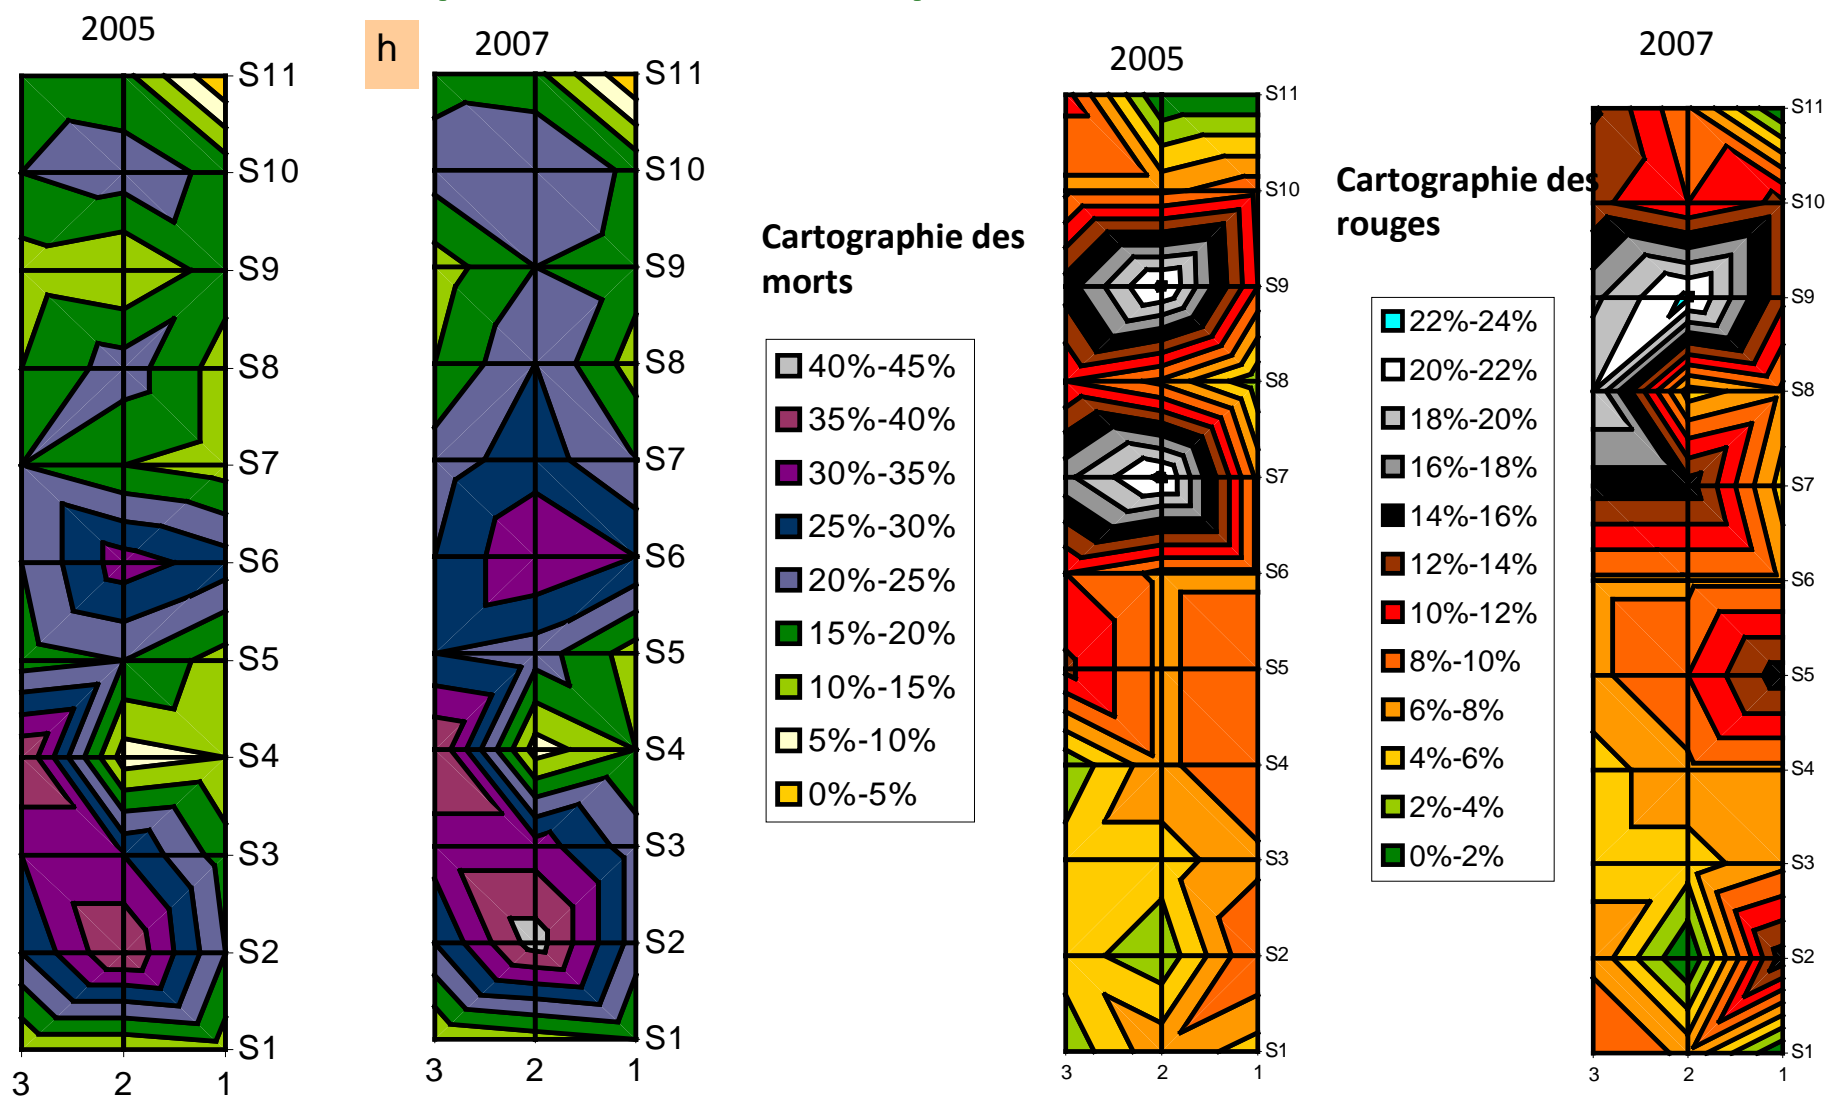 2005
h
2007
2005
2007
S11
S10
S9
S8
S7
S6
S5
S4
S3
S2
S1
3 2 1
S11
S10
S9
S8
S7
S6
S5
S4
S3
S2
S1
3 2 1
Cartographie des
morts
40%-45%
35%-40%
30%-35%
25%-30%
20%-25%
15%-20%
10%-15%
5%-10%
0%-5%
S11
S10
S9
S8
S7
S6
S5
S4
S3
S2
S1
3 2 1
Cartographie des
rouges
22%-24%
20%-22%
18%-20%
16%-18%
14%-16%
12%-14%
10%-12%
8%-10%
6%-8%
4%-6%
2%-4%
0%-2%
S11
S10
S9
S8
S7
S6
S5
S4
S3
S2
S1
3 2 1